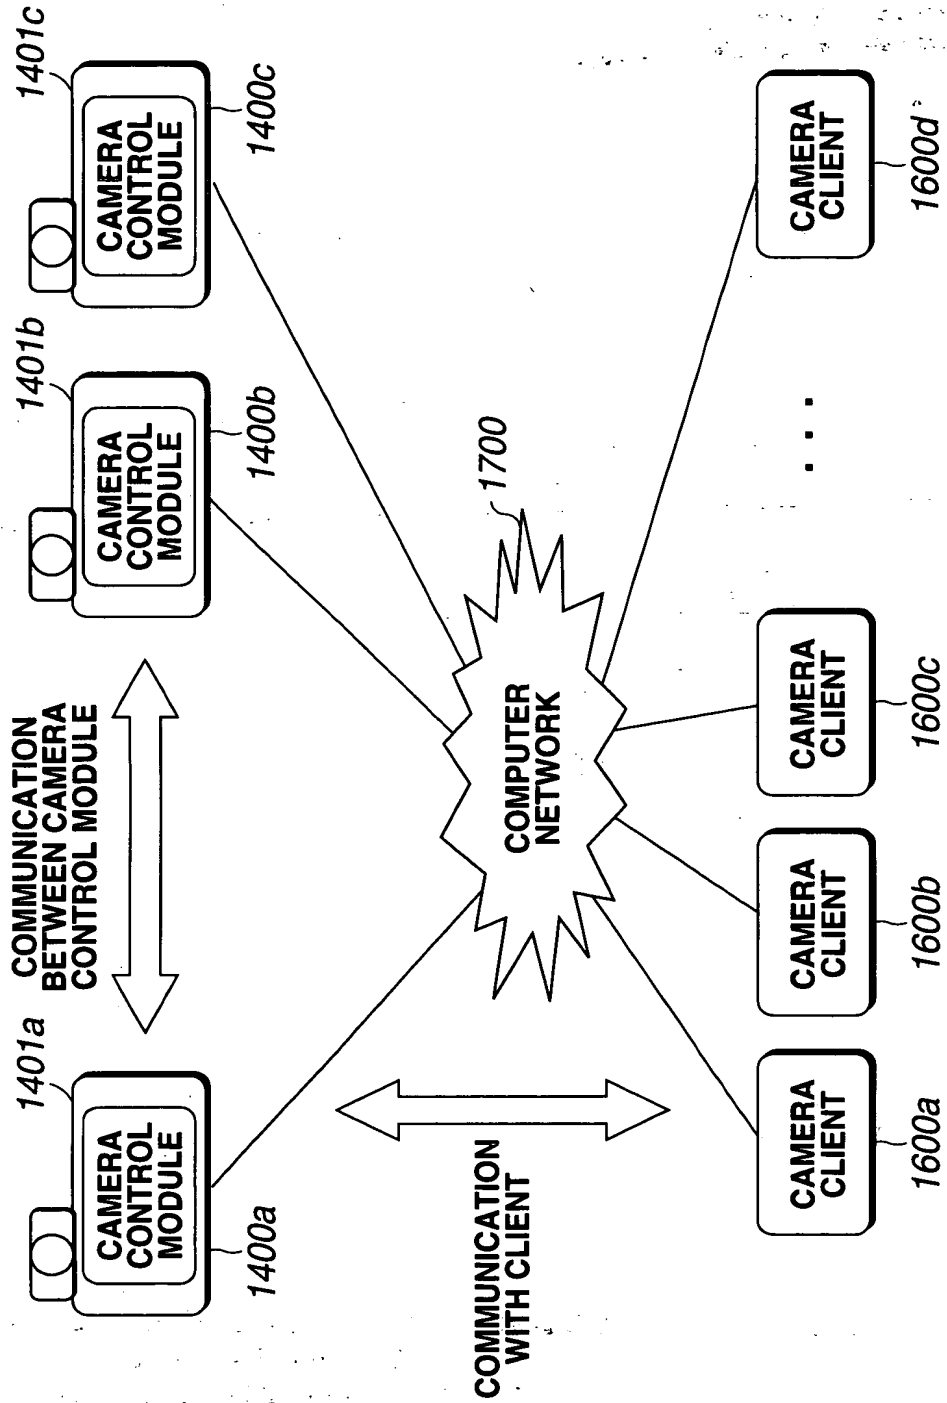 1401a
CAMERA
CONTROL
MODULE
1400a
COMMUNICATION
BETWEEN CAMERA
CONTROL MODULE
1401b
CAMERA
CONTROL
MODULE
1400b
1401c
CAMERA
CONTROL
MODULE
1400c
COMMUNICATION
WITH CLIENT
COMPUTER
NETWORK
1700
CAMERA
CLIENT
1600a
CAMERA
CLIENT
1600b
CAMERA
CLIENT
1600c
. . .
CAMERA
CLIENT
1600d